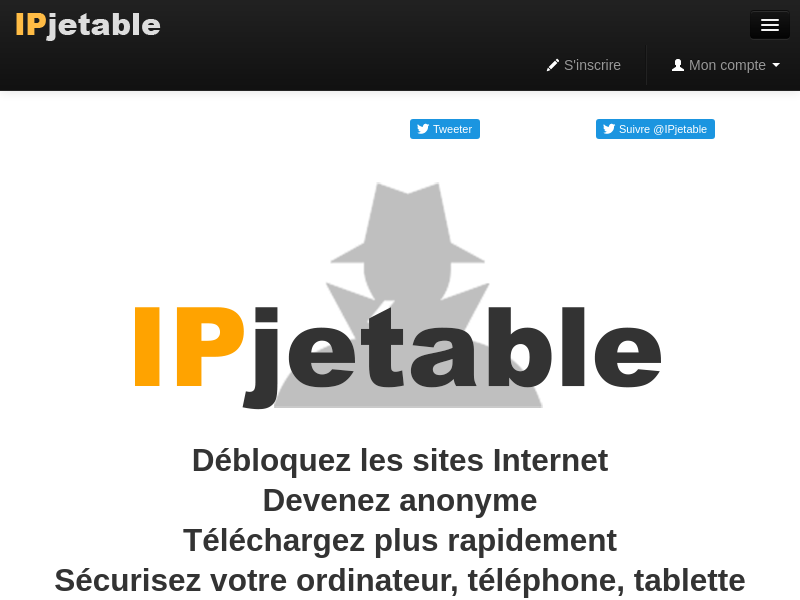 IPjetable
S'inscrire
Mon compte
Tweeter
Suivre @IPjetable
IPjetable
Débloquez les sites Internet
Devenez anonyme
Téléchargez plus rapidement
Sécurisez votre ordinateur, téléphone, tablette